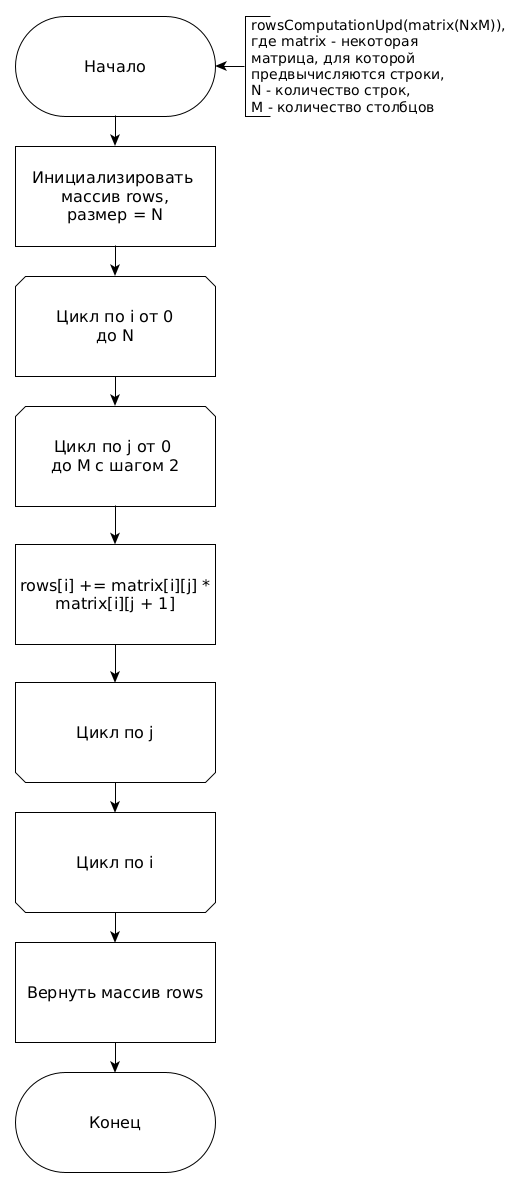 Начало
rowsComputationUpd(matrix(NxM)),
где matrix - некоторая
матрица, для которой
предвычисляются строки,
N - количество строк,
M - количество столбцов
Инициализировать
массив rows,
размер = N
Цикл по i от 0
до N
Цикл по j от 0
до M с шагом 2
rows[i] += matrix[i][j] *
matrix[i][j + 1]
Цикл по j
Цикл по i
Вернуть массив rows
Конец